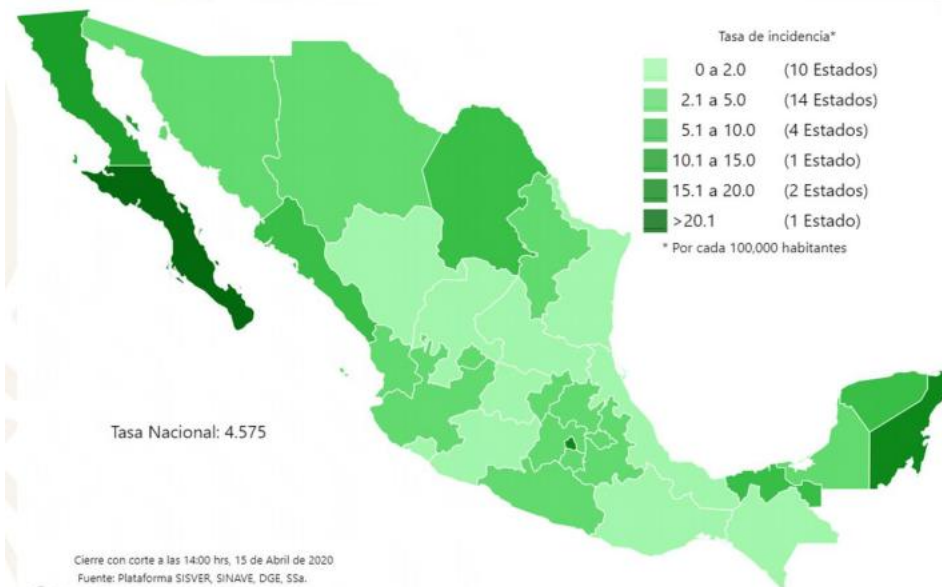 Tasa de incidencia*
0 a 2.0 (10 Estados)
2.1 a 5.0 (14 Estados)
5.1 a 10.0 (4 Estados)
10.1 a 15.0 (1 Estado)
15.1 a 20.0 (2 Estados)
>20.1 (1 Estado)
* Por cada 100,000 habitantes
Tasa Nacional: 4.575
Cierre con corte a las 14:00 hrs, 15 de Abril de 2020
Fuente: Plataforma SISVER, SINAVE, DGE, SSa.